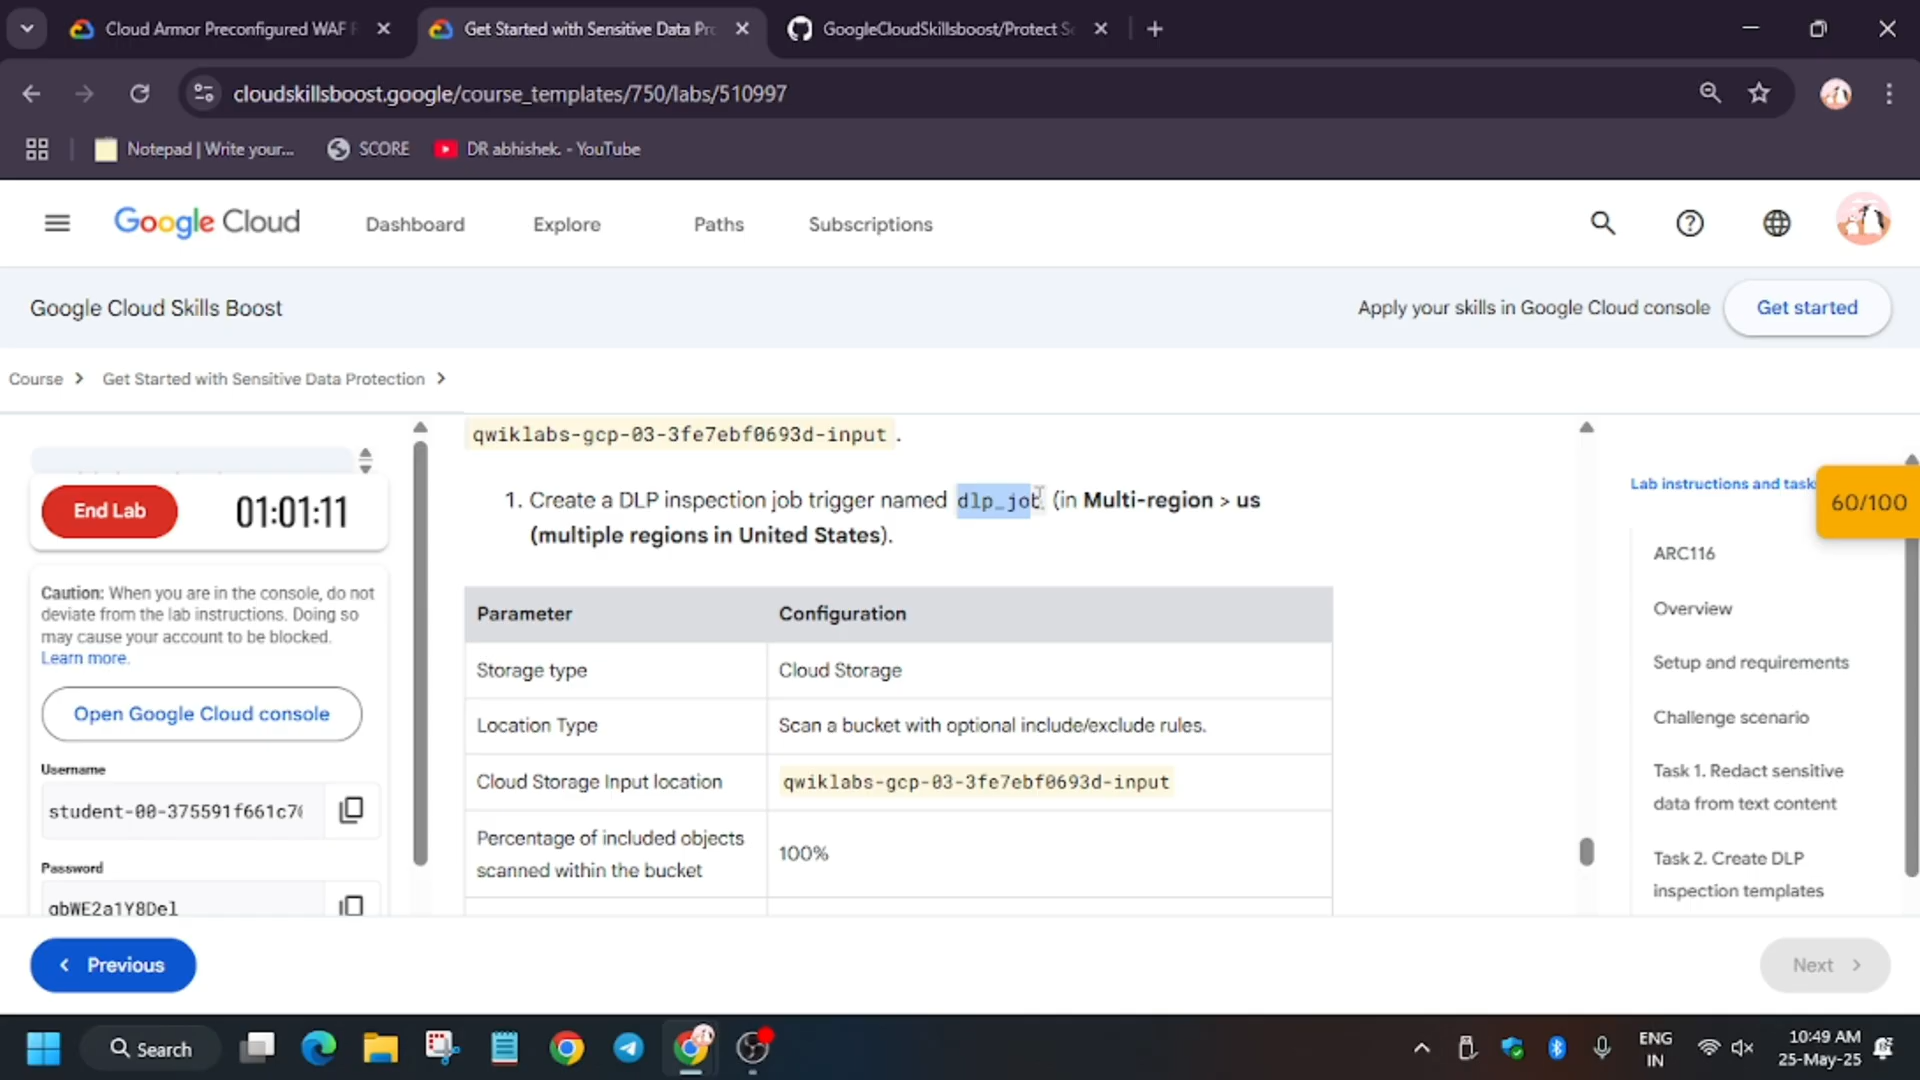 Cloud Armor Preconfigured WAF
Get Started with Sensitive Data Pr
GoogleCloudSkillsboost/Protect S
cloudskillsboost.google/course_templates/750/labs/510997
Notepad | Write your...
SCORE
DR abhishek. - YouTube
Google Cloud
Dashboard
Explore
Paths
Subscriptions
Google Cloud Skills Boost
Apply your skills in Google Cloud console
Get started
Course
Get Started with Sensitive Data Protection
End Lab
01:01:11
Caution: When you are in the console, do not
deviate from the lab instructions. Doing so
may cause your account to be blocked.
Learn more.
Open Google Cloud console
Username
student-00-375591f661c7
Password
gbWE2a1Y8Del
qwiklabs-gcp-03-3fe7ebf0693d-input .
1. Create a DLP inspection job trigger named dlp_job (in Multi-region > us
(multiple regions in United States).
Parameter Configuration
Storage type Cloud Storage
Location Type Scan a bucket with optional include/exclude rules.
Cloud Storage Input location qwiklabs-gcp-03-3fe7ebf0693d-input
Percentage of included objects
scanned within the bucket
100%
Lab instructions and task
60/100
ARC116
Overview
Setup and requirements
Challenge scenario
Task 1. Redact sensitive
data from text content
Task 2. Create DLP
inspection templates
Previous
Next
Search
ENG
IN
10:49 AM
25-May-25